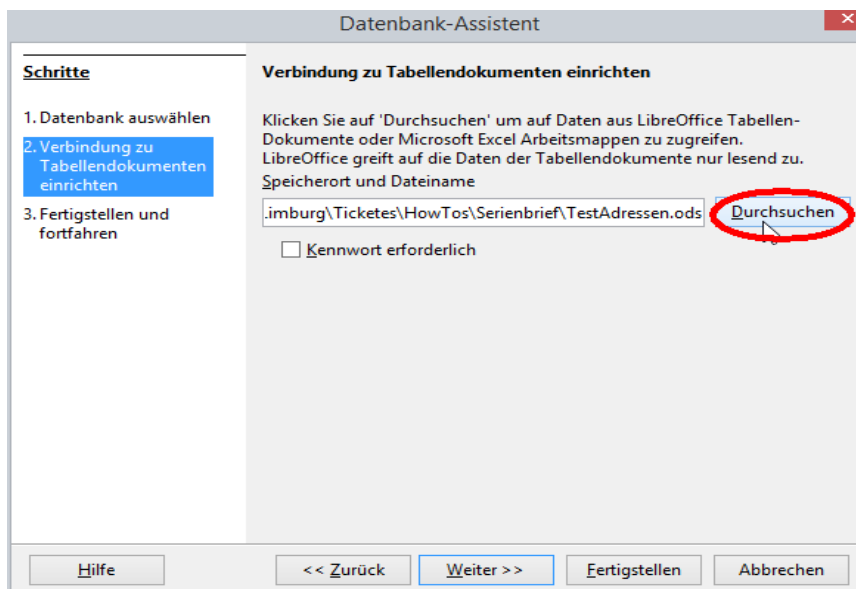 Datenbank-Assistent
Schritte
1. Datenbank auswählen
2. Verbindung zu
Tabellendokumenten
einrichten
3. Fertigstellen und
fortfahren
Verbindung zu Tabellendokumenten einrichten
Klicken Sie auf 'Durchsuchen' um auf Daten aus LibreOffice Tabellen-
Dokumente oder Microsoft Excel Arbeitsmappen zu zugreifen.
LibreOffice greift auf die Daten der Tabellendokumente nur lesend zu.
Speicherort und Dateiname
.imburg\Ticketes\HowTos\Serienbrief\TestAdressen.ods
Durchsuchen
Kennwort erforderlich
Hilfe
<< Zurück
Weiter >>
Fertigstellen
Abbrechen